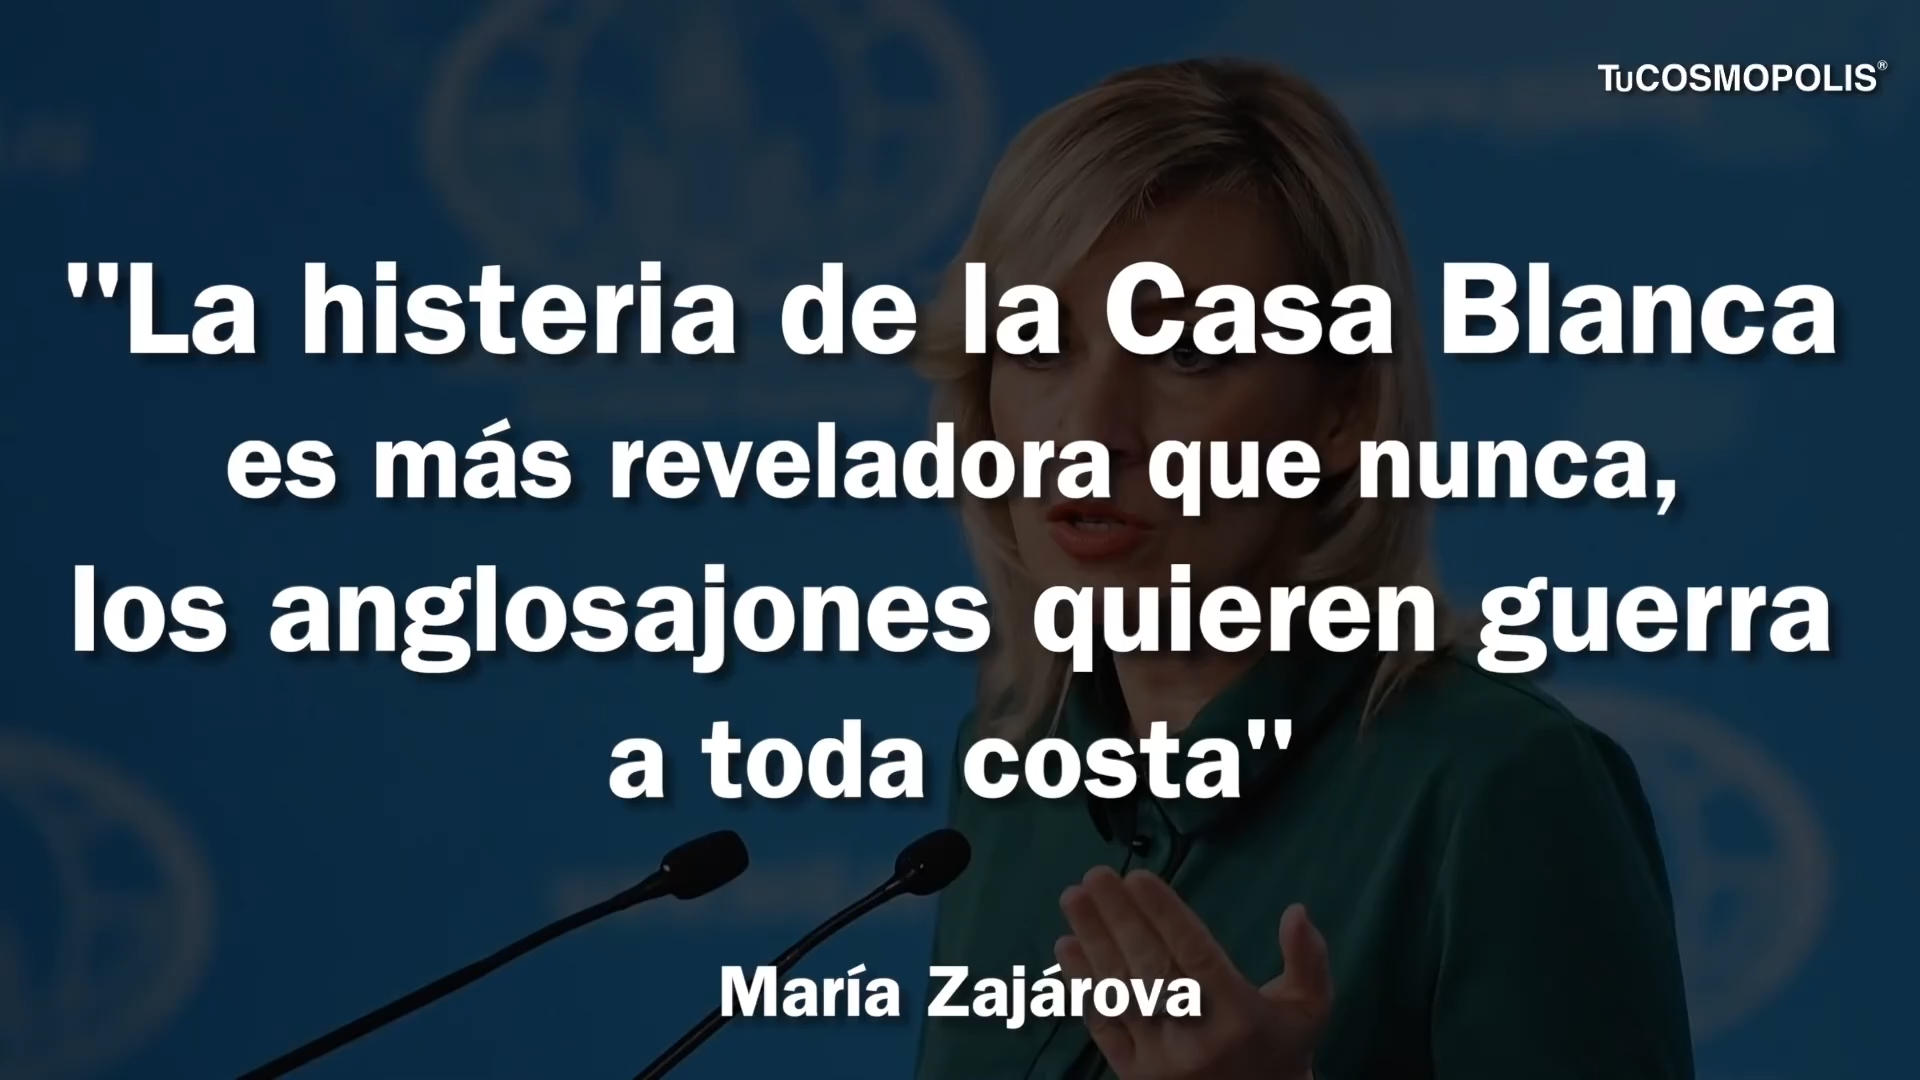 TuCOSMOPOLIS®
"La histeria de la Casa Blanca
es más reveladora que nunca,
los anglosajones quieren guerra
a toda costa"
María Zajárova